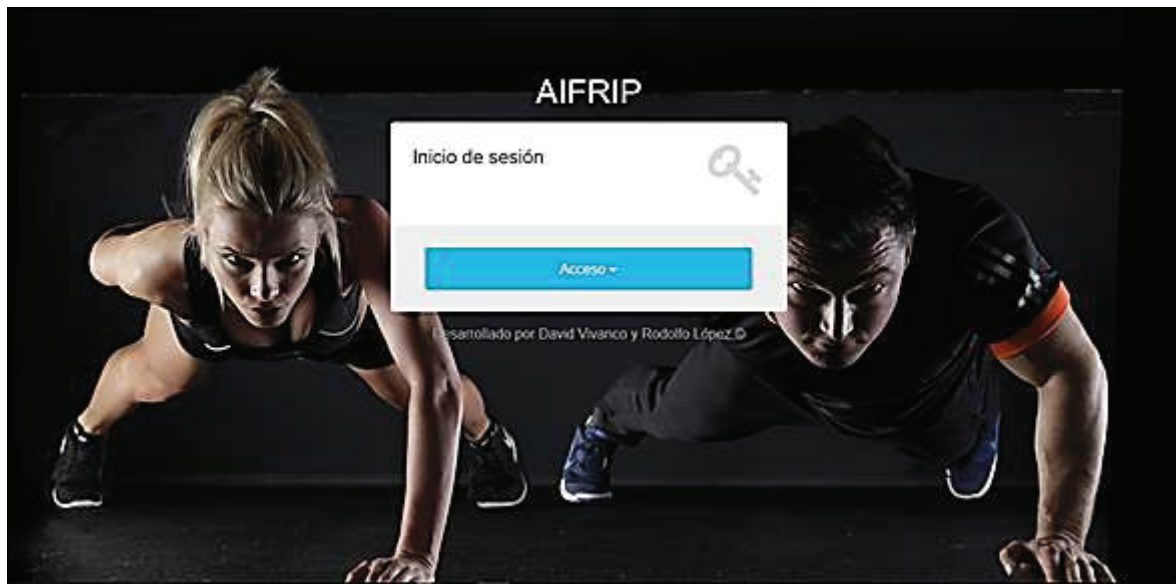 AIFRIP
Inicio de sesión
Acceso
Desarrollado por David Vivanco y Rodolfo López ©